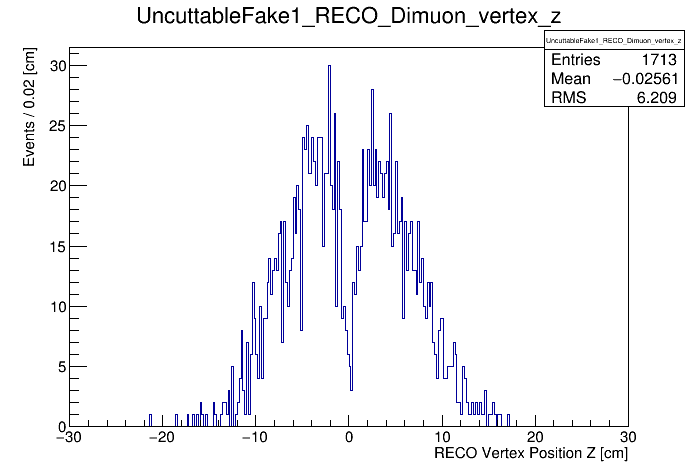 UncuttableFake1_RECO_Dimuon_vertex_z
UncuttableFake1_RECO_Dimuon_vertex_z
Entries 1713
Mean −0.02561
RMS 6.209
Events / 0.02 [cm]
30
25
20
15
10
5
0
−30 −20 −10 0 10 20 30
RECO Vertex Position Z [cm]